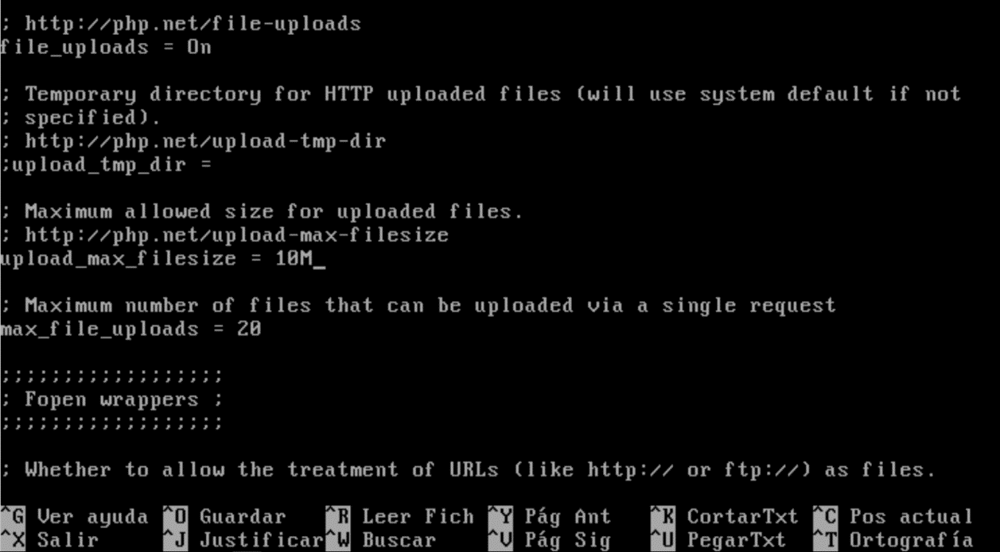 ; http://php.net/file-uploads
file_uploads = On
; Temporary directory for HTTP uploaded files (will use system default if not
; specified).
; http://php.net/upload-tmp-dir
;upload_tmp_dir =
; Maximum allowed size for uploaded files.
; http://php.net/upload-max-filesize
upload_max_filesize = 10M_
; Maximum number of files that can be uploaded via a single request
max_file_uploads = 20
;;;;;;;;;;;;;;;;;;
; Fopen wrappers ;
;;;;;;;;;;;;;;;;;;
; Whether to allow the treatment of URLs (like http:// or ftp://) as files.
^G Ver ayuda ^O Guardar ^R Leer Fich ^Y Pág Ant ^K CortarTxt ^C Pos actual
^X Salir ^J Justificar ^W Buscar ^V Pág Sig ^U PegarTxt ^T Ortografía